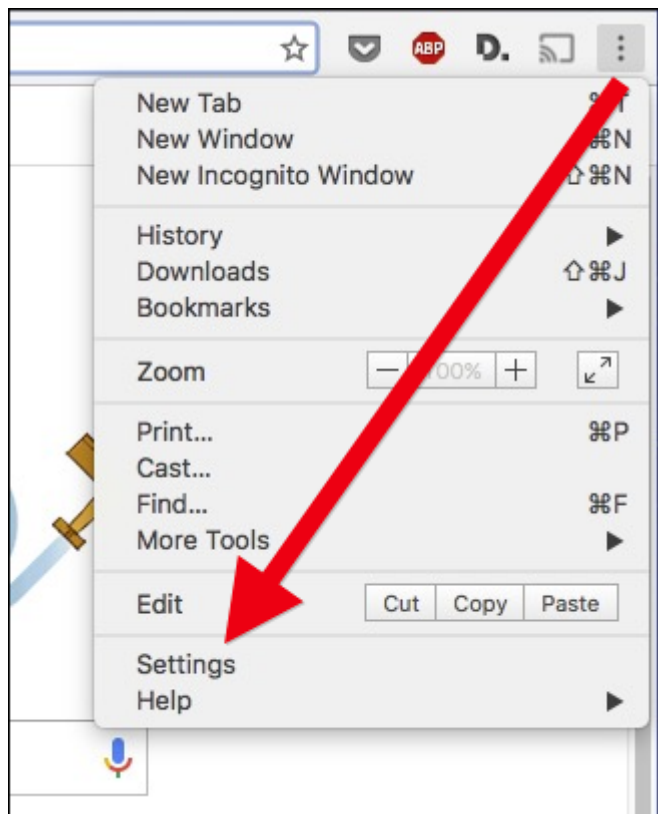 ABP D.
New Tab ⌘T
New Window ⌘N
New Incognito Window ⇧⌘N
History ▶
Downloads ⇧⌘J
Bookmarks ▶
Zoom − 100% +
Print... ⌘P
Cast...
Find... ⌘F
More Tools ▶
Edit Cut Copy Paste
Settings
Help ▶